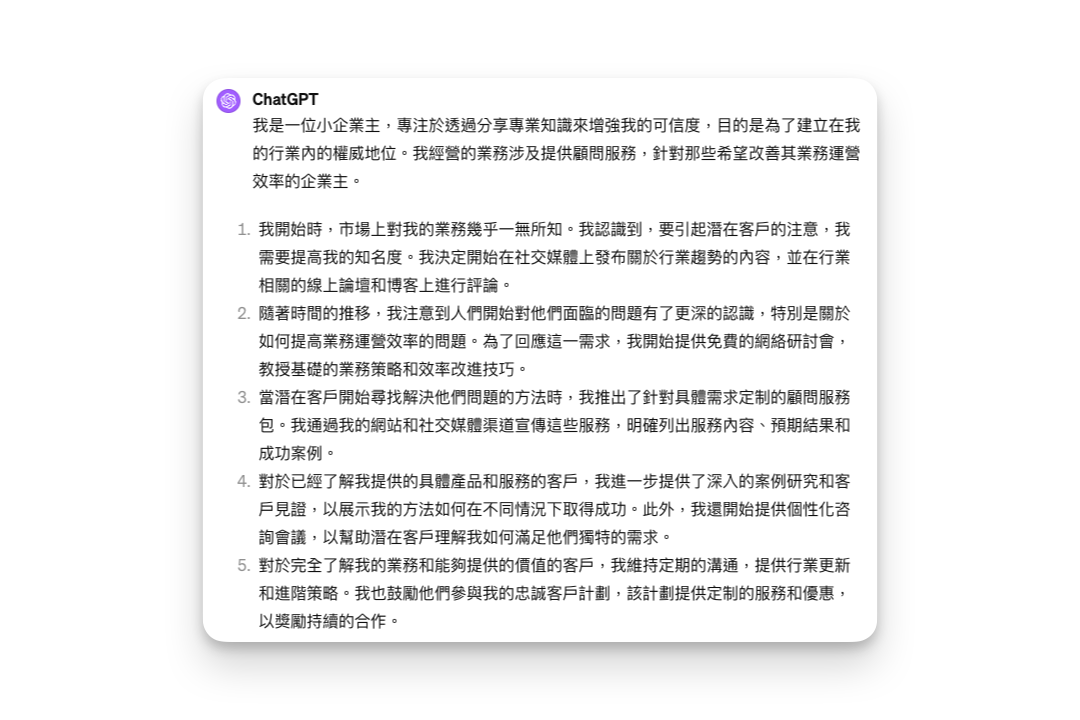 ChatGPT
我是一位小企業主，專注於透過分享專業知識來增強我的可信度，目的是為了建立在我
的行業內的權威地位。我經營的業務涉及提供顧問服務，針對那些希望改善其業務運營
效率的企業主。
1. 我開始時，市場上對我的業務幾乎一無所知。我認識到，要引起潛在客戶的注意，我
需要提高我的知名度。我決定開始在社交媒體上發布關於行業趨勢的內容，並在行業
相關的線上論壇和博客上進行評論。
2. 隨著時間的推移，我注意到人們開始對他們面臨的問題有了更深的認識，特別是關於
如何提高業務運營效率的問題。為了回應這一需求，我開始提供免費的網絡研討會，
教授基礎的業務策略和效率改進技巧。
3. 當潛在客戶開始尋找解決他們問題的方法時，我推出了針對具體需求定制的顧問服務
包。我通過我的網站和社交媒體渠道宣傳這些服務，明確列出服務內容、預期結果和
成功案例。
4. 對於已經了解我提供的具體產品和服務的客戶，我進一步提供了深入的案例研究和客
戶見證，以展示我的方法如何在不同情況下取得成功。此外，我還開始提供個性化咨
詢會議，以幫助潛在客戶理解我如何滿足他們獨特的需求。
5. 對於完全了解我的業務和能夠提供的價值的客戶，我維持定期的溝通，提供行業更新
和進階策略。我也鼓勵他們參與我的忠誠客戶計劃，該計劃提供定制的服務和優惠，
以獎勵持續的合作。